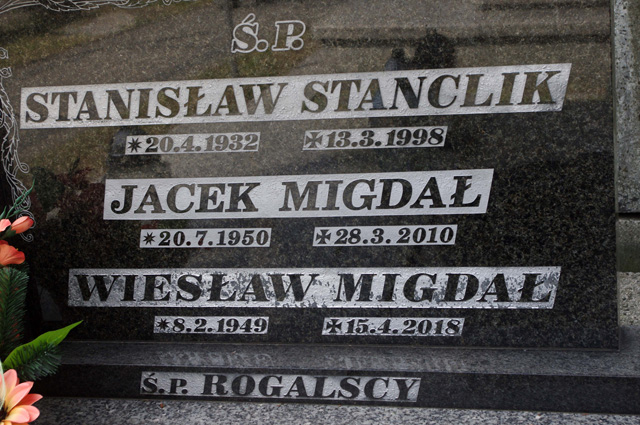 Ś.P.
STANISŁAW STANCLIK
*20.4.1932 ✠13.3.1998
JACEK MIGDAŁ
*20.7.1950 ✠28.3.2010
WIESŁAW MIGDAŁ
*8.2.1949 ✠15.4.2018
Ś.P. ROGALSCY